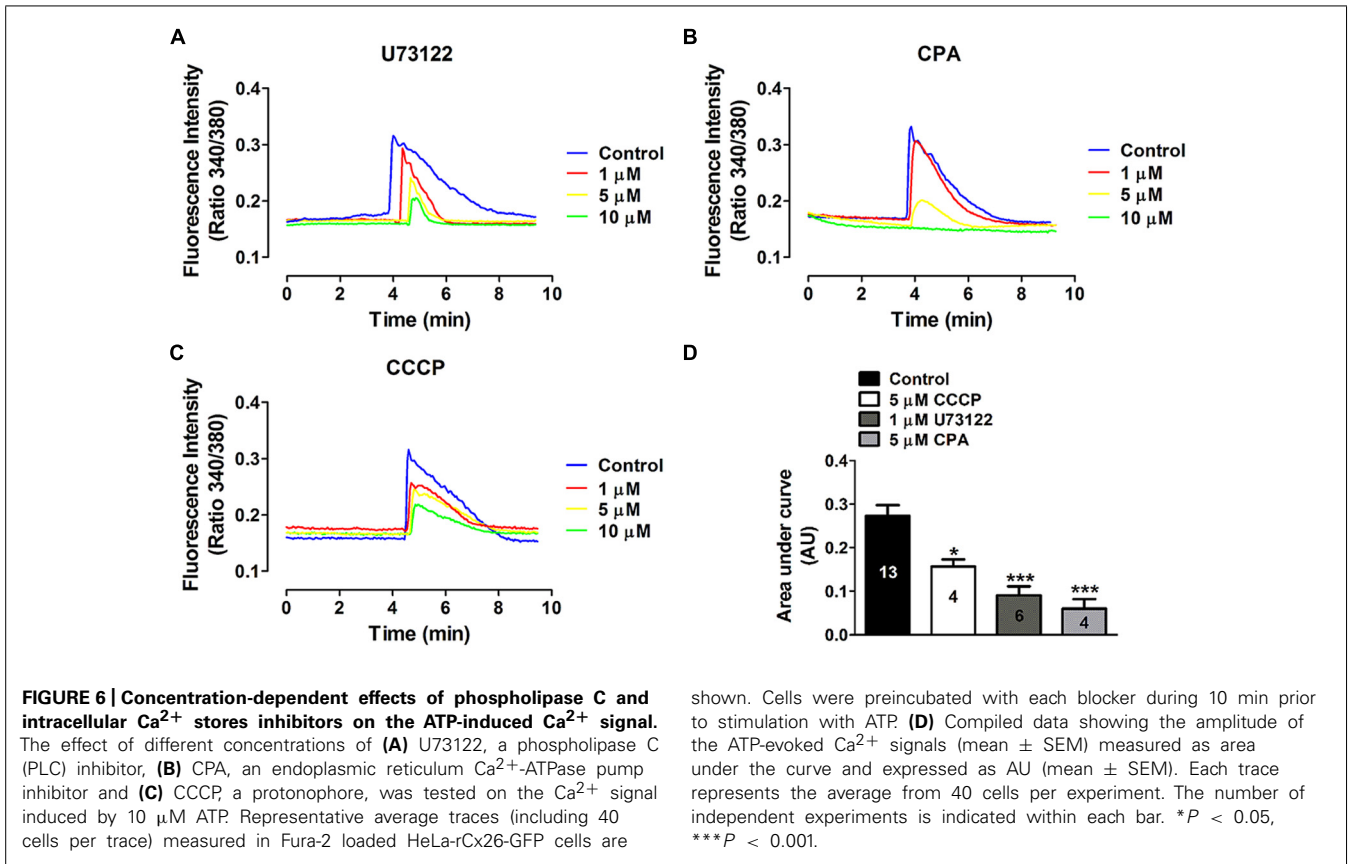 A
U73122
Fluorescence Intensity
(Ratio 340/380)
0.4
0.3
0.2
0.1
0 2 4 6 8 10
Time (min)
Control
1 μM
5 μM
10 μM
B
CPA
Fluorescence Intensity
(Ratio 340/380)
0.4
0.3
0.2
0.1
0 2 4 6 8 10
Time (min)
Control
1 μM
5 μM
10 μM
C
CCCP
Fluorescence Intensity
(Ratio 340/380)
0.4
0.3
0.2
0.1
0 2 4 6 8 10
Time (min)
Control
1 μM
5 μM
10 μM
D
Control
5 μM CCCP
1 μM U73122
5 μM CPA
Area under curve
(AU)
0.4
0.3
0.2
0.1
0.0
13
* 4
*** 6
*** 4
FIGURE 6 | Concentration-dependent effects of phospholipase C and
intracellular Ca2+ stores inhibitors on the ATP-induced Ca2+ signal.
The effect of different concentrations of (A) U73122, a phospholipase C
(PLC) inhibitor, (B) CPA, an endoplasmic reticulum Ca2+-ATPase pump
inhibitor and (C) CCCP, a protonophore, was tested on the Ca2+ signal
induced by 10 μM ATP. Representative average traces (including 40
cells per trace) measured in Fura-2 loaded HeLa-rCx26-GFP cells are
shown. Cells were preincubated with each blocker during 10 min prior
to stimulation with ATP. (D) Compiled data showing the amplitude of
the ATP-evoked Ca2+ signals (mean ± SEM) measured as area
under the curve and expressed as AU (mean ± SEM). Each trace
represents the average from 40 cells per experiment. The number of
independent experiments is indicated within each bar. *P < 0.05,
***P < 0.001.